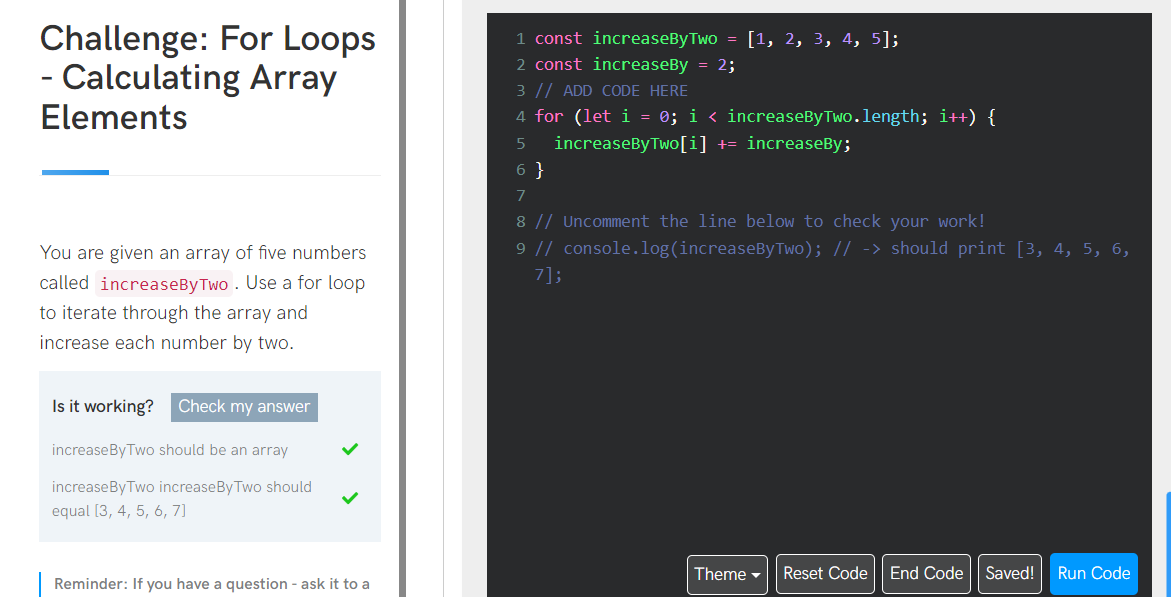 Challenge: For Loops
- Calculating Array
Elements
You are given an array of five numbers
called increaseByTwo. Use a for loop
to iterate through the array and
increase each number by two.
Is it working? Check my answer
increaseByTwo should be an array
increaseByTwo increaseByTwo should
equal [3, 4, 5, 6, 7]
Reminder: If you have a question - ask it to a
1 const increaseByTwo = [1, 2, 3, 4, 5];
2 const increaseBy = 2;
3 // ADD CODE HERE
4 for (let i = 0; i < increaseByTwo.length; i++) {
5   increaseByTwo[i] += increaseBy;
6 }
7
8 // Uncomment the line below to check your work!
9 // console.log(increaseByTwo); // -> should print [3, 4, 5, 6,
7];
Theme Reset Code End Code Saved! Run Code